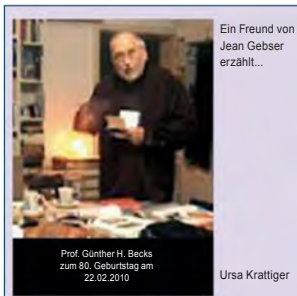 Ein Freund von
Jean Gebser
erzählt...
Prof. Günther H. Becks
zum 80. Geburtstag am
22.02.2010
Ursa Krattiger